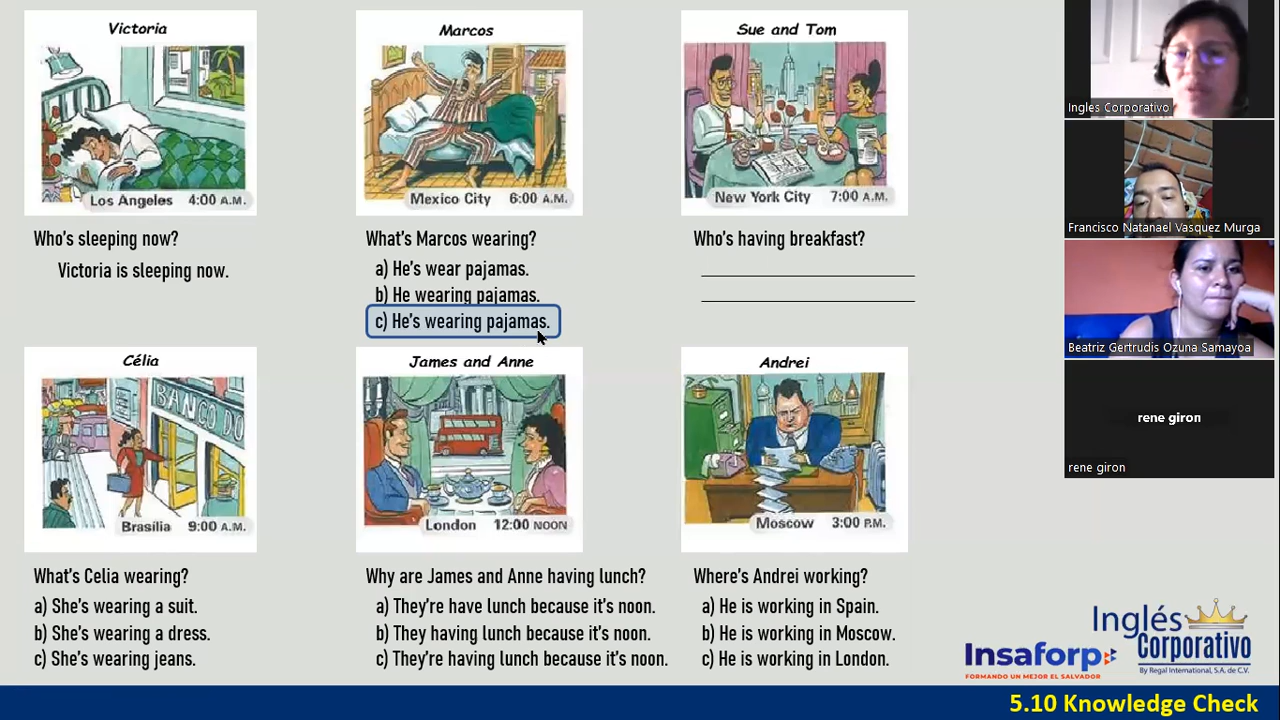 Victoria
Los Angeles 4:00 A.M.
Who's sleeping now?
Victoria is sleeping now.
Marcos
Mexico City 6:00 A.M.
What's Marcos wearing?
a) He's wear pajamas.
b) He wearing pajamas.
c) He's wearing pajamas.
Sue and Tom
New York City 7:00 A.M.
Who's having breakfast?
Célia
BANCO DO
Brasília 9:00 A.M.
What's Celia wearing?
a) She's wearing a suit.
b) She's wearing a dress.
c) She's wearing jeans.
James and Anne
London 12:00 NOON
Why are James and Anne having lunch?
a) They're have lunch because it's noon.
b) They having lunch because it's noon.
c) They're having lunch because it's noon.
Andrei
Moscow 3:00 P.M.
Where's Andrei working?
a) He is working in Spain.
b) He is working in Moscow.
c) He is working in London.
Ingles Corporativo
Francisco Natanael Vasquez Murga
Beatriz Gertrudis Ozuna Samayoa
rene giron
rene giron
Insaforp
FORMANDO UN MEJOR EL SALVADOR
Inglés
Corporativo
By Regal International, S.A. de C.V.
5.10 Knowledge Check